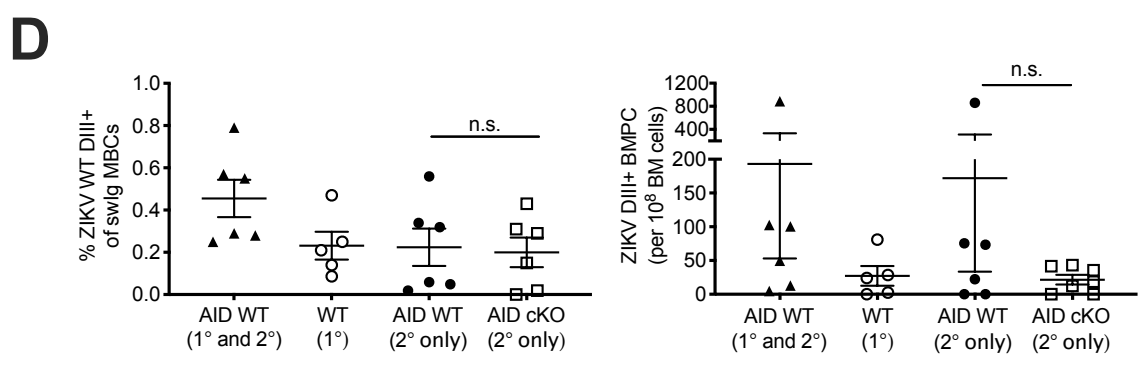 D
% ZIKV WT DIII+
of swIg MBCs
1.0
0.8
0.6
0.4
0.2
0.0
n.s.
AID WT
(1° and 2°)
WT
(1°)
AID WT
(2° only)
AID cKO
(2° only)
ZIKV DIII+ BMPC
(per 10⁸ BM cells)
1200
800
400
200
150
100
50
0
n.s.
AID WT
(1° and 2°)
WT
(1°)
AID WT
(2° only)
AID cKO
(2° only)